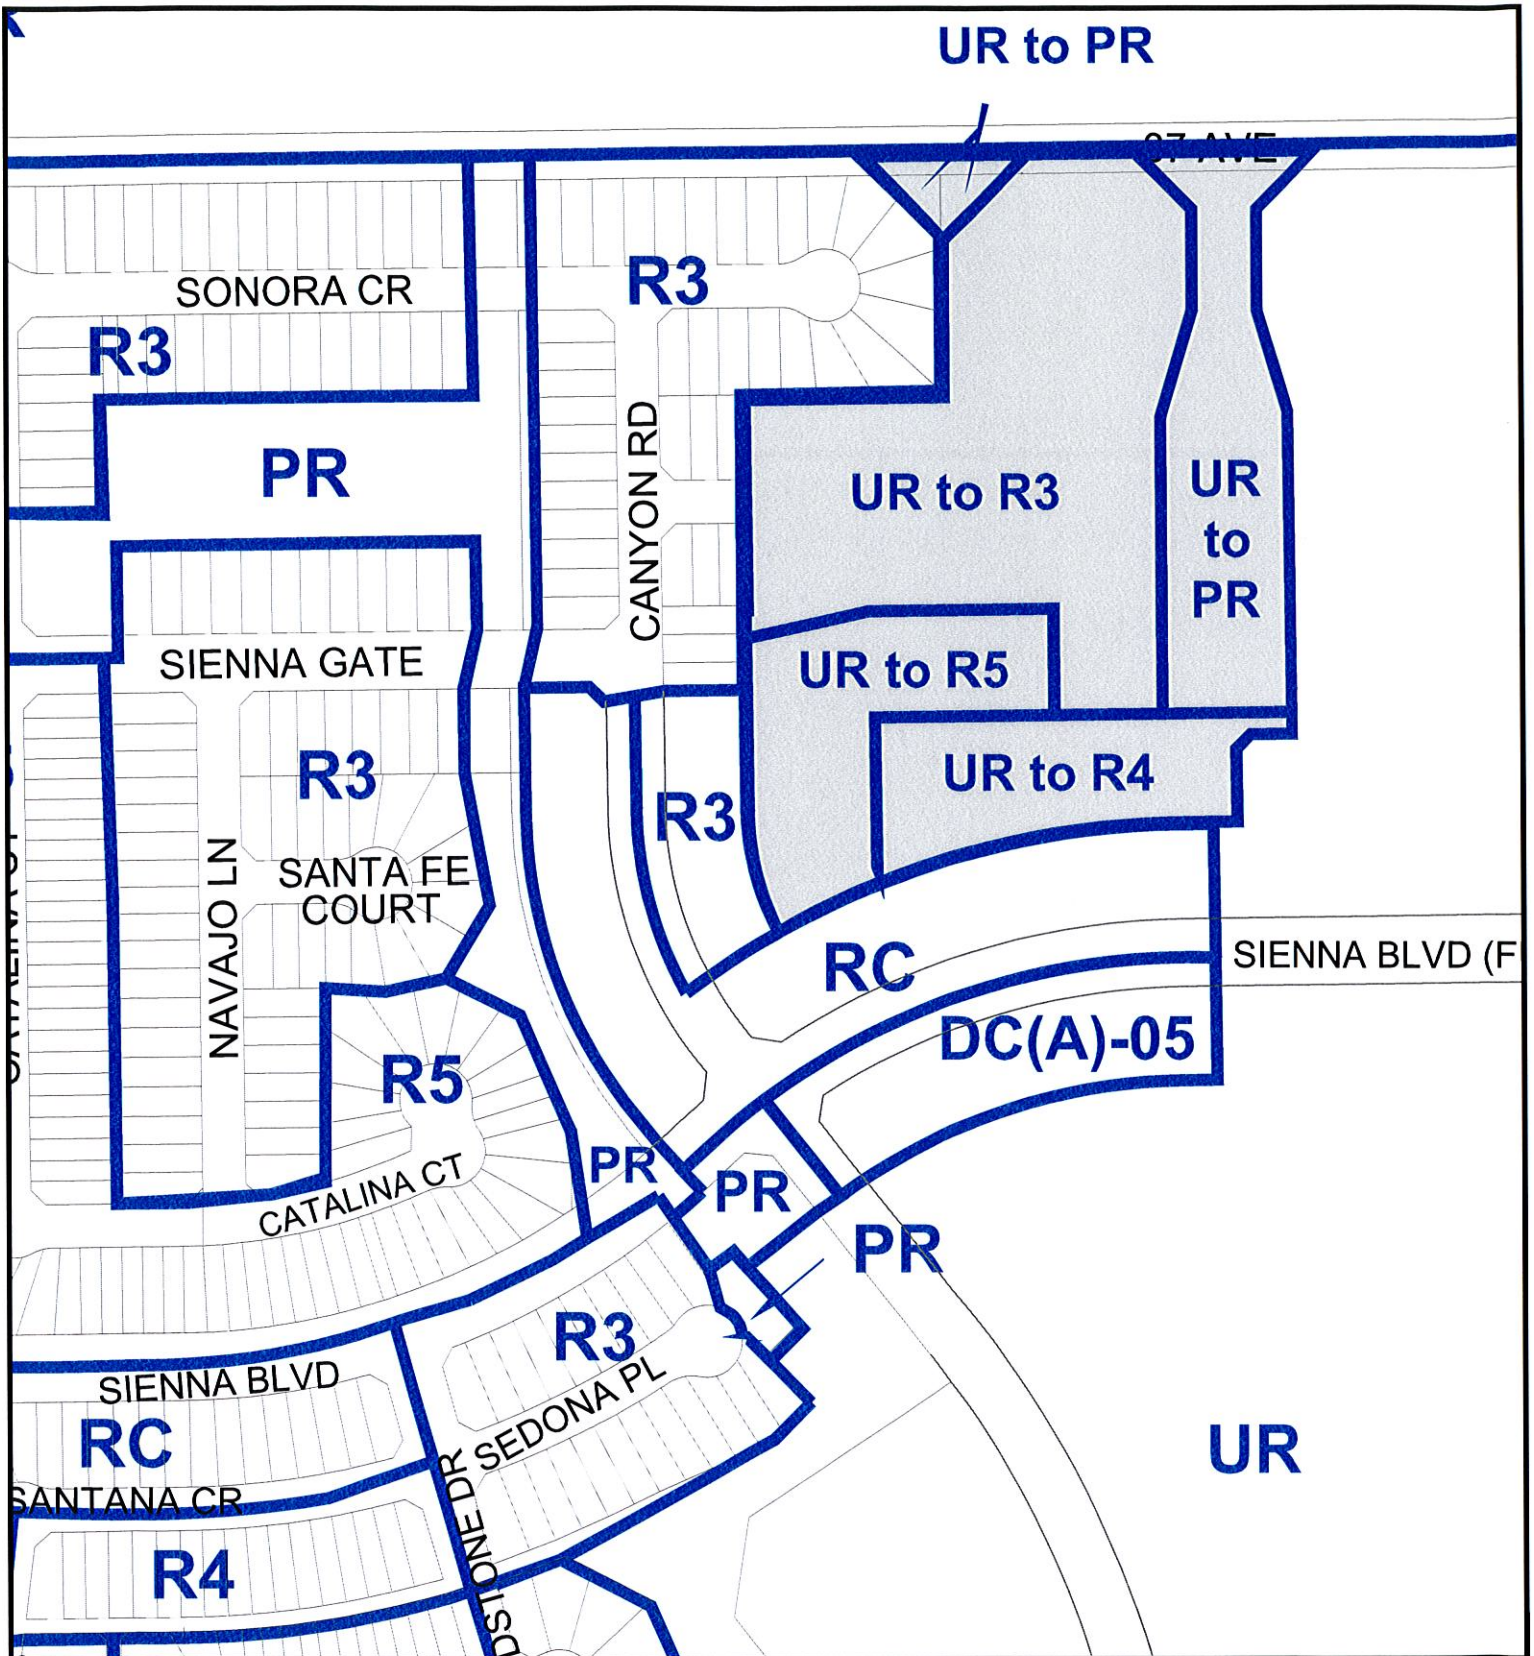 UR to PR
SONORA CR
R3
R3
PR
CANYON RD
UR to R3
UR
to
PR
SIENNA GATE
UR to R5
R3
R3
UR to R4
NAVAJO LN
SANTA FE
COURT
RC
SIENNA BLVD (F
DC(A)-05
R5
CATALINA CT
PR
PR
PR
R3
SIENNA BLVD
SEDONA PL
RC
UR
SANTANA CR
R4
DSTONE DR